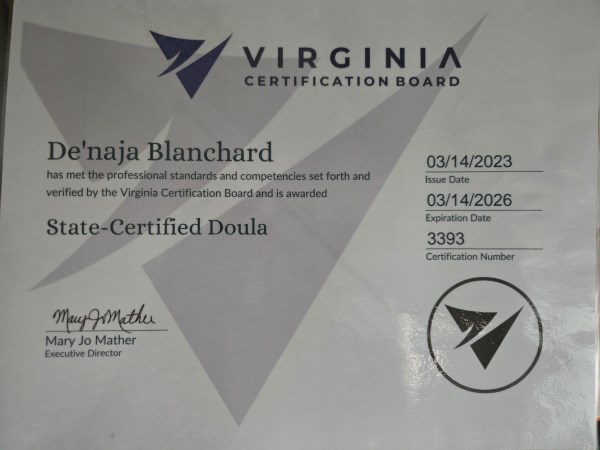 VIRGINIA
CERTIFICATION BOARD
De'naja Blanchard
has met the professional standards and competencies set forth and
verified by the Virginia Certification Board and is awarded
State-Certified Doula
03/14/2023
Issue Date
03/14/2026
Expiration Date
3393
Certification Number
Mary Jo Mather
Mary Jo Mather
Executive Director